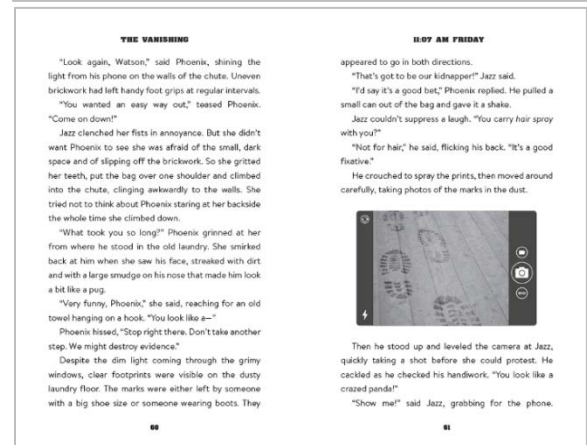 THE VANISHING
"Look again, Watson," said Phoenix, shining the
light from his phone on the walls of the chute. Uneven
brickwork had left handy foot grips at regular intervals.
"You wanted an easy way out," teased Phoenix.
"Come on down!"
Jazz clenched her fists in annoyance. But she didn't
want Phoenix to see she was afraid of the small, dark
space and of slipping off the brickwork. So she gritted
her teeth, put the bag over one shoulder and climbed
into the chute, clinging awkwardly to the walls. She
tried not to think about Phoenix staring at her backside
the whole time she climbed down.
"What took you so long?" Phoenix grinned at her
from where he stood in the old laundry. She smirked
back at him when she saw his face, streaked with dirt
and with a large smudge on his nose that made him look
a bit like a pug.
"Very funny, Phoenix," she said, reaching for an old
towel hanging on a hook. "You look like a—"
Phoenix hissed, "Stop right there. Don't take another
step. We might destroy evidence."
Despite the dim light coming through the grimy
windows, clear footprints were visible on the dusty
laundry floor. The marks were either left by someone
with a big shoe size or someone wearing boots. They
60
11:07 AM FRIDAY
appeared to go in both directions.
"That's got to be our kidnapper!" Jazz said.
"I'd say it's a good bet," Phoenix replied. He pulled a
small can out of the bag and gave it a shake.
Jazz couldn't suppress a laugh. "You carry hair spray
with you?"
"Not for hair," he said, flicking his back. "It's a good
fixative."
He crouched to spray the prints, then moved around
carefully, taking photos of the marks in the dust.
Then he stood up and leveled the camera at Jazz,
quickly taking a shot before she could protest. He
cackled as he checked his handiwork. "You look like a
crazed panda!"
"Show me!" said Jazz, grabbing for the phone.
61